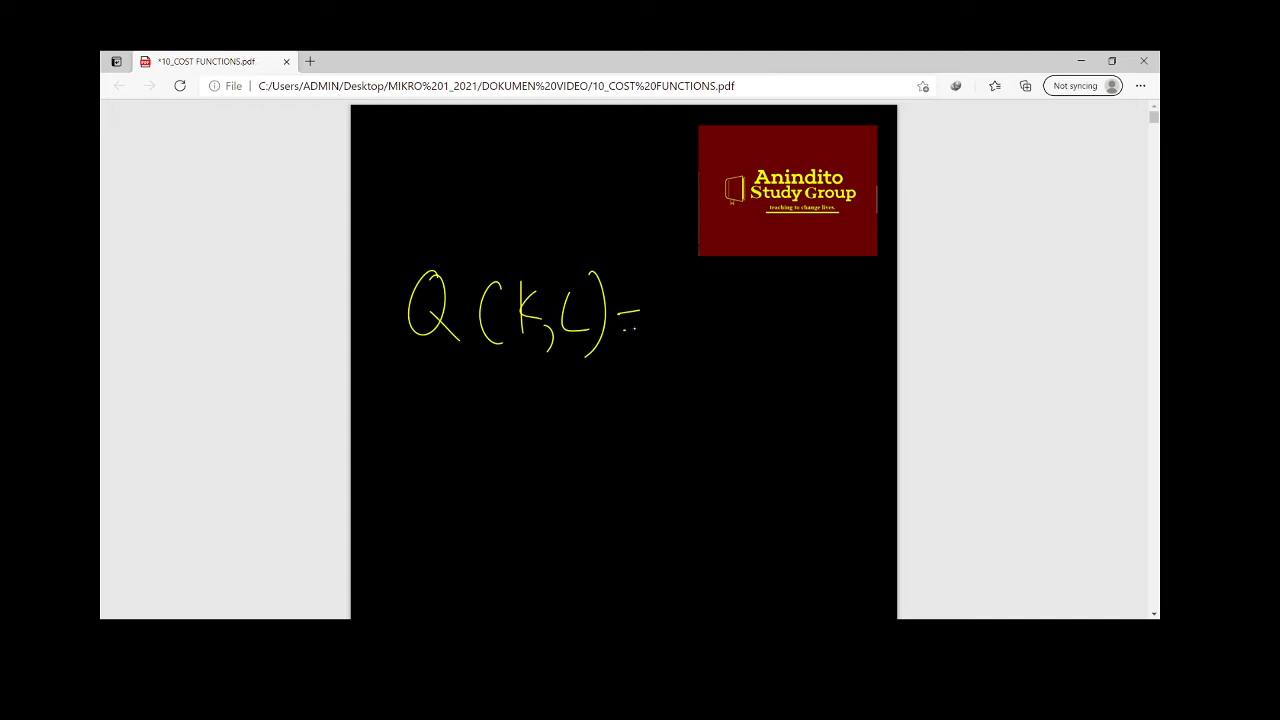 *10_COST FUNCTIONS.pdf
File C:/Users/ADMIN/Desktop/MIKRO%201_2021/DOKUMEN%20VIDEO/10_COST%20FUNCTIONS.pdf Not syncing
Anindito
Study Group
teaching to change lives.
Q (K,L) =